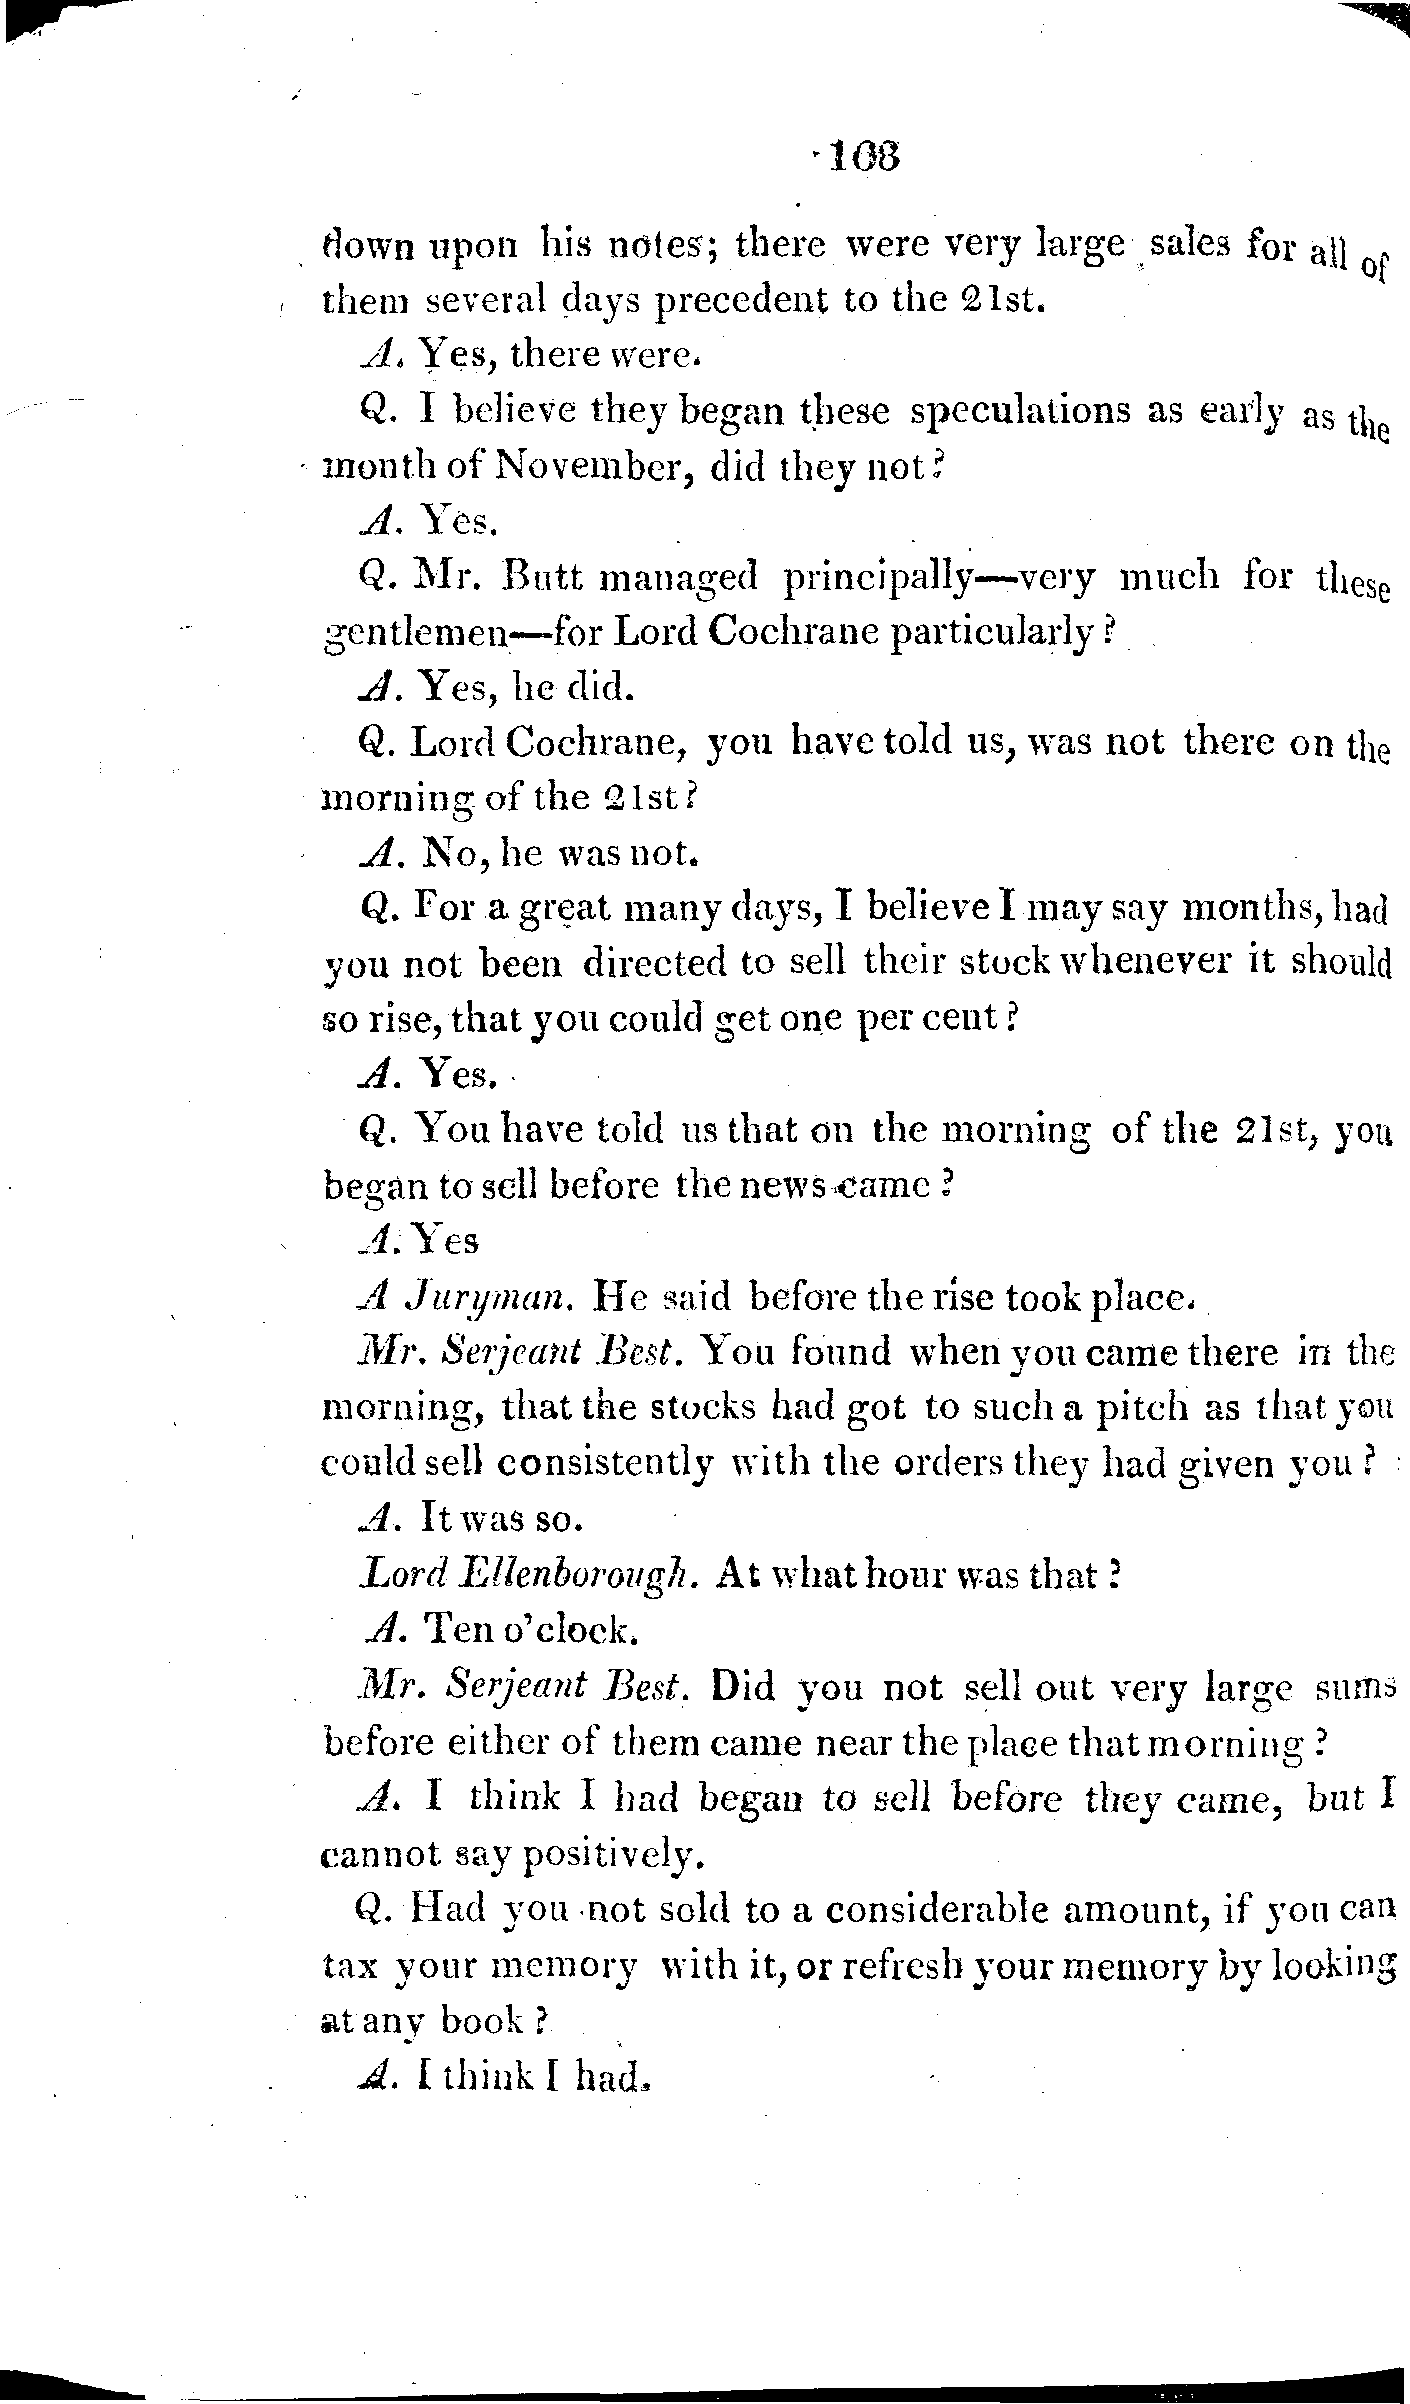 168
down upon his notes; there were very large sales for all of
them several days precedent to the 21st.
A. Yes, there were.
Q. I believe they began these speculations as early as the
month of November, did they not?
A. Yes.
Q. Mr. Butt managed principally—very much for these
gentlemen—for Lord Cochrane particularly?
A. Yes, he did.
Q. Lord Cochrane, you have told us, was not there on the
morning of the 21st?
A. No, he was not.
Q. For a great many days, I believe I may say months, had
you not been directed to sell their stock whenever it should
so rise, that you could get one per cent?
A. Yes.
Q. You have told us that on the morning of the 21st, you
began to sell before the news came?
A. Yes
A Juryman. He said before the rise took place.
Mr. Serjeant Best. You found when you came there in the
morning, that the stocks had got to such a pitch as that you
could sell consistently with the orders they had given you?
A. It was so.
Lord Ellenborough. At what hour was that?
A. Ten o'clock.
Mr. Serjeant Best. Did you not sell out very large sums
before either of them came near the place that morning?
A. I think I had began to sell before they came, but I
cannot say positively.
Q. Had you not sold to a considerable amount, if you can
tax your memory with it, or refresh your memory by looking
at any book?
A. I think I had.